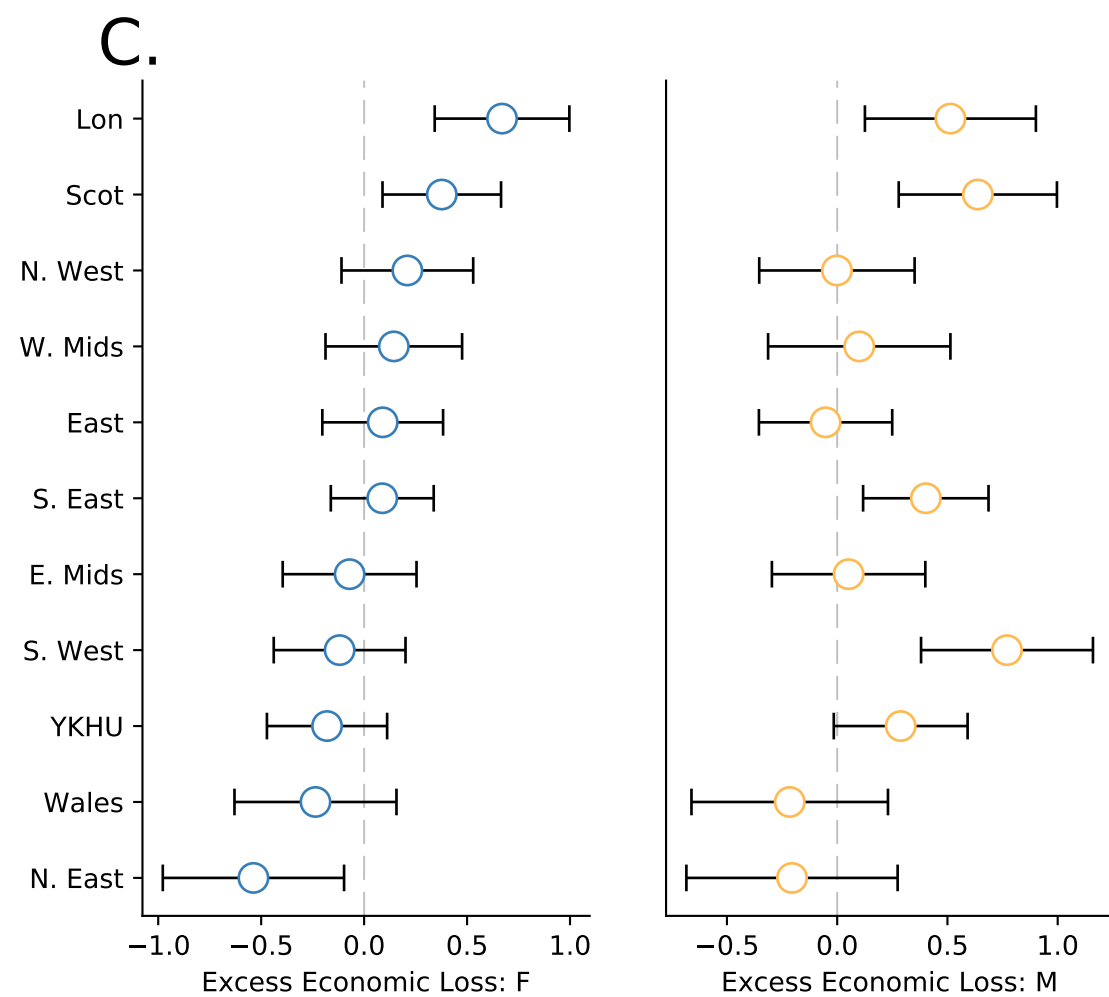 C.
Lon
Scot
N. West
W. Mids
East
S. East
E. Mids
S. West
YKHU
Wales
N. East
−1.0 −0.5 0.0 0.5 1.0
Excess Economic Loss: F
−0.5 0.0 0.5 1.0
Excess Economic Loss: M